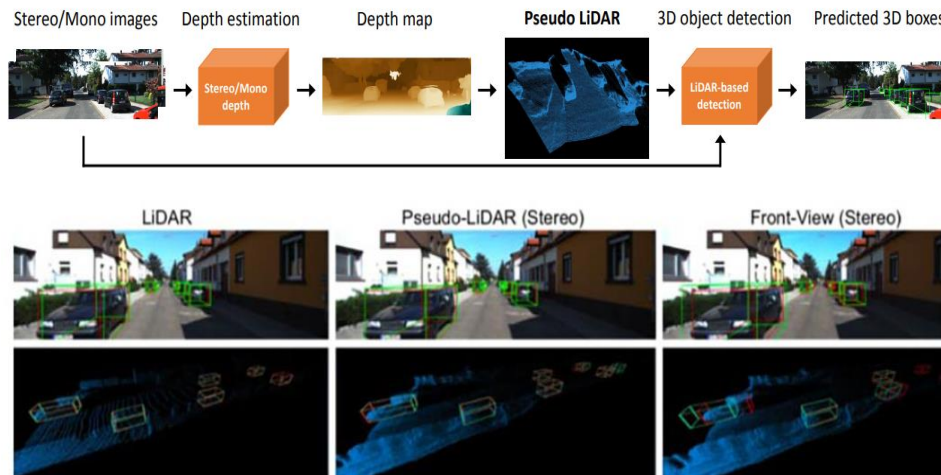 Stereo/Mono images
Depth estimation
Depth map
Pseudo LiDAR
3D object detection
Predicted 3D boxes
Stereo/Mono
depth
LiDAR-based
detection
LiDAR
Pseudo-LiDAR (Stereo)
Front-View (Stereo)